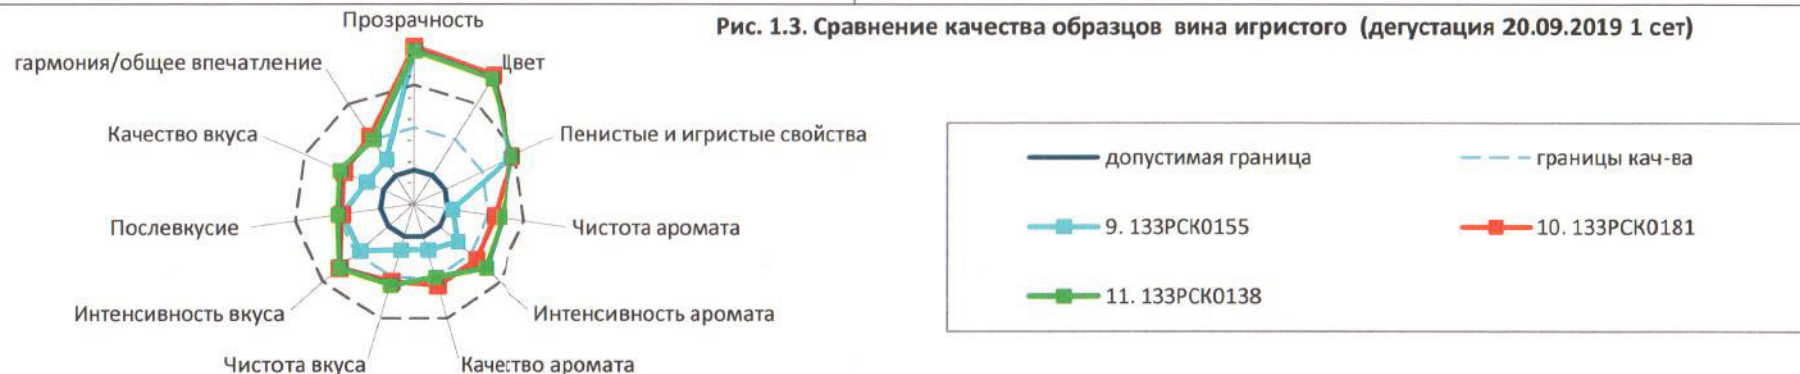 Рис. 1.3. Сравнение качества образцов вина игристого (дегустация 20.09.2019 1 сет)
Прозрачность
Цвет
Пенистые и игристые свойства
Чистота аромата
Интенсивность аромата
Качество аромата
Чистота вкуса
Интенсивность вкуса
Послевкусие
Качество вкуса
гармония/общее впечатление
допустимая граница
границы кач-ва
9. 133РСК0155
10. 133РСК0181
11. 133РСК0138